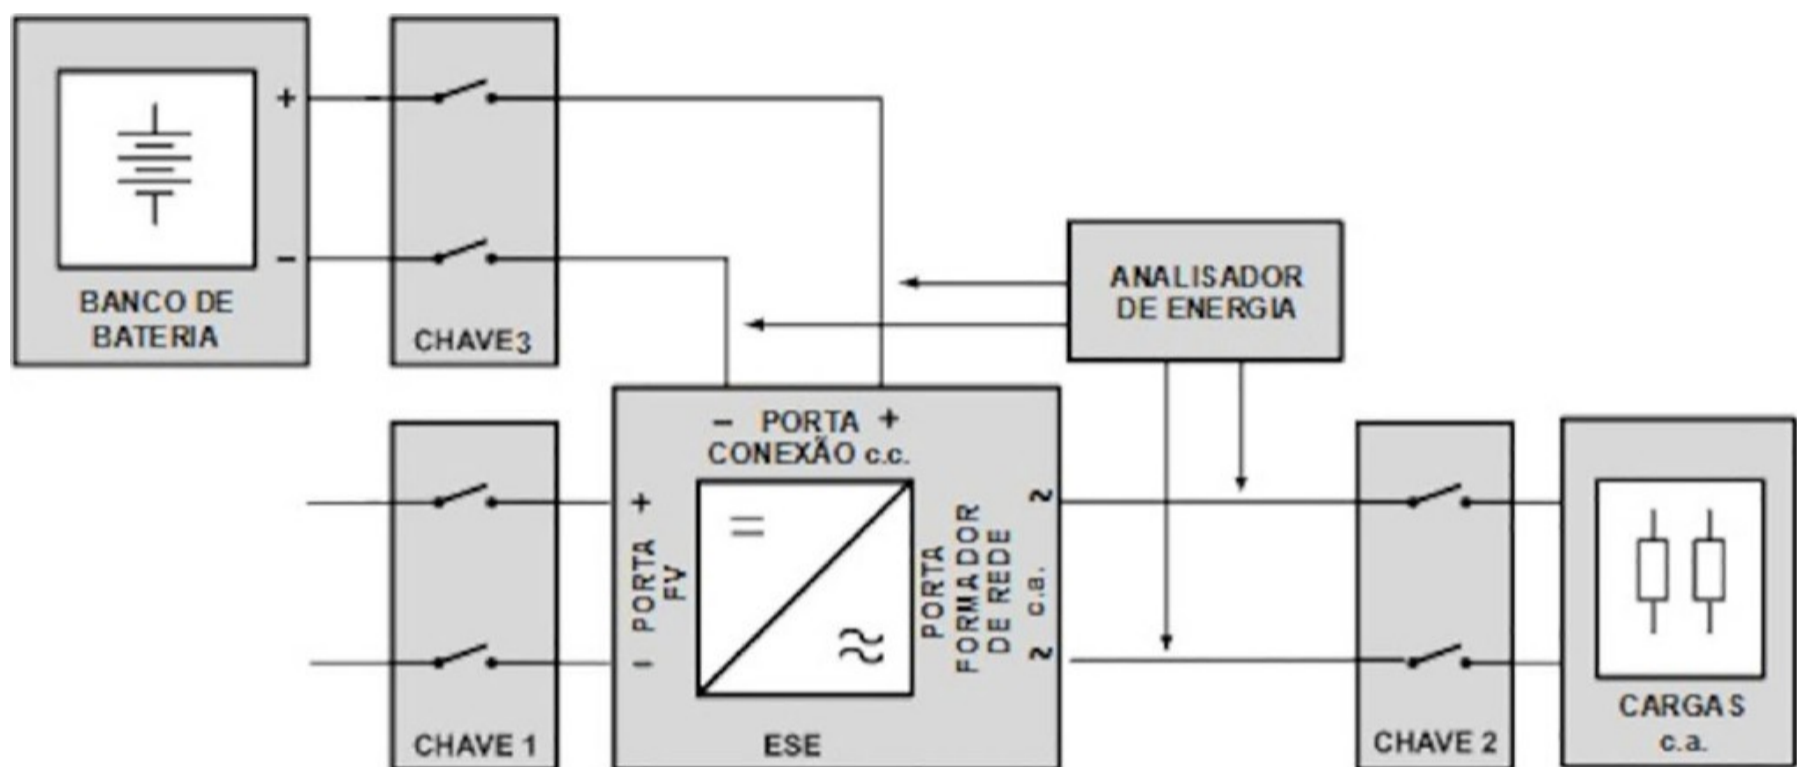 +
−
BANCO DE
BATERIA
CHAVE3
ANALISADOR
DE ENERGIA
− PORTA +
CONEXÃO c.c.
+
PORTA
FV
−
=
≈
PORTA
FORMADOR
DE REDE
~ c.a. ~
CHAVE 1
ESE
CHAVE 2
CARGAS
c.a.